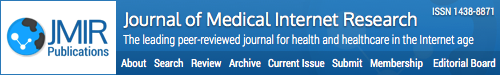 JMIR
Publications
Journal of Medical Internet Research
ISSN 1438-8871
The leading peer-reviewed journal for health and healthcare in the Internet age
About Search Review Archive Current Issue Submit Membership Editorial Board